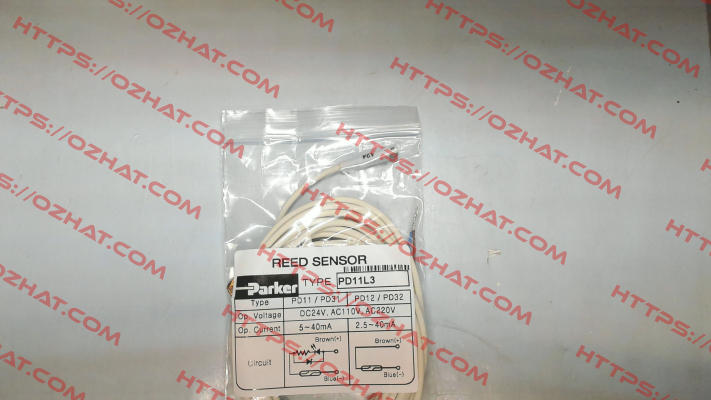 HTTPS://OZHAT.COM
REED SENSOR
Parker TYPE PD11L3
Type PD11 / PD31 PD12 / PD32
Op. Voltage DC24V, AC110V, AC220V
Op. Current 5~40mA 2.5~40mA
Circuit
Brown(+) Brown(+)
Blue(-) Blue(-)